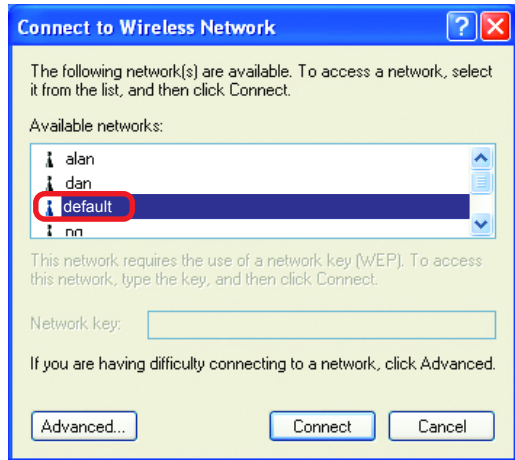 Connect to Wireless Network
The following network(s) are available. To access a network, select
it from the list, and then click Connect.
Available networks:
alan
dan
default
ng
This network requires the use of a network key (WEP). To access
this network, type the key, and then click Connect.
Network key:
If you are having difficulty connecting to a network, click Advanced.
Advanced...
Connect
Cancel